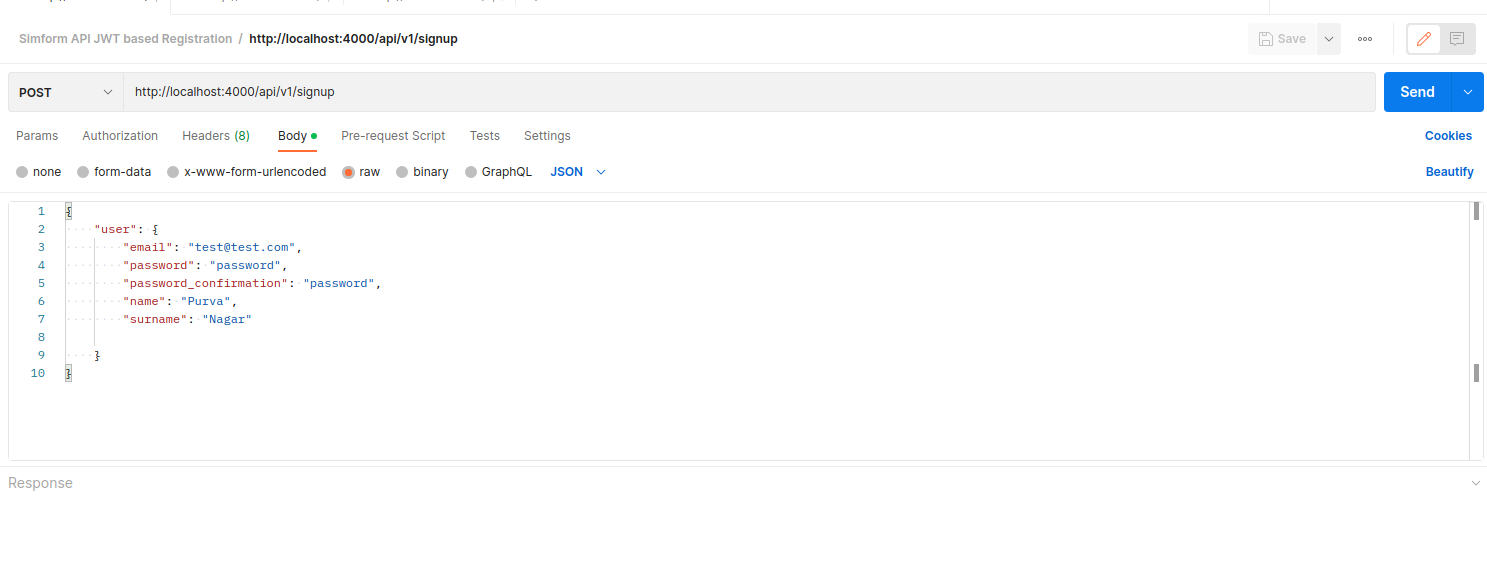 Simform API JWT based Registration / http://localhost:4000/api/v1/signup
Save
POST
http://localhost:4000/api/v1/signup
Send
Params Authorization Headers (8) Body Pre-request Script Tests Settings Cookies
none form-data x-www-form-urlencoded raw binary GraphQL JSON Beautify
1 {
2 "user": {
3 "email": "test@test.com",
4 "password": "password",
5 "password_confirmation": "password",
6 "name": "Purva",
7 "surname": "Nagar"
8
9 }
10 }
Response